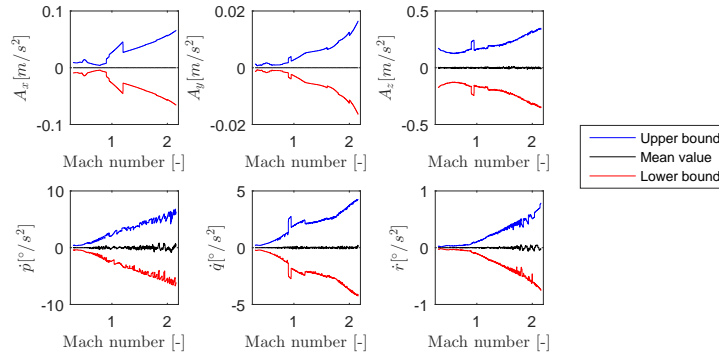 0.1
0
-0.1
A_x [m/s^2]
1
2
Mach number [-]
0.02
0
-0.02
A_y [m/s^2]
1
2
Mach number [-]
0.5
0
-0.5
A_z [m/s^2]
1
2
Mach number [-]
Upper bound
Mean value
Lower bound
10
0
-10
ṗ [°/s^2]
1
2
Mach number [-]
5
0
-5
q̇ [°/s^2]
1
2
Mach number [-]
1
0
-1
ṙ [°/s^2]
1
2
Mach number [-]